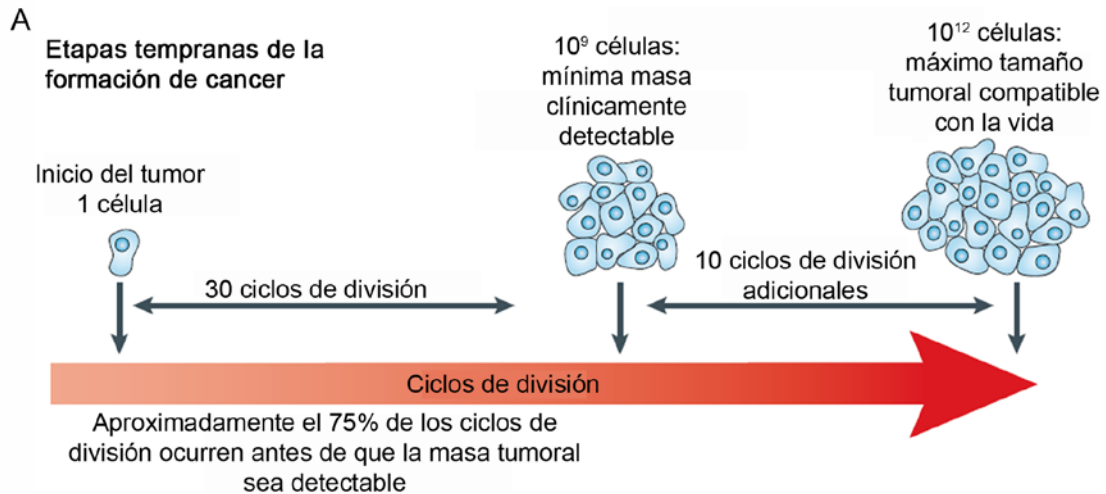 A
Etapas tempranas de la
formación de cancer
Inicio del tumor
1 célula
10⁹ células:
mínima masa
clínicamente
detectable
10¹² células:
máximo tamaño
tumoral compatible
con la vida
30 ciclos de división
10 ciclos de división
adicionales
Ciclos de división
Aproximadamente el 75% de los ciclos de
división ocurren antes de que la masa tumoral
sea detectable